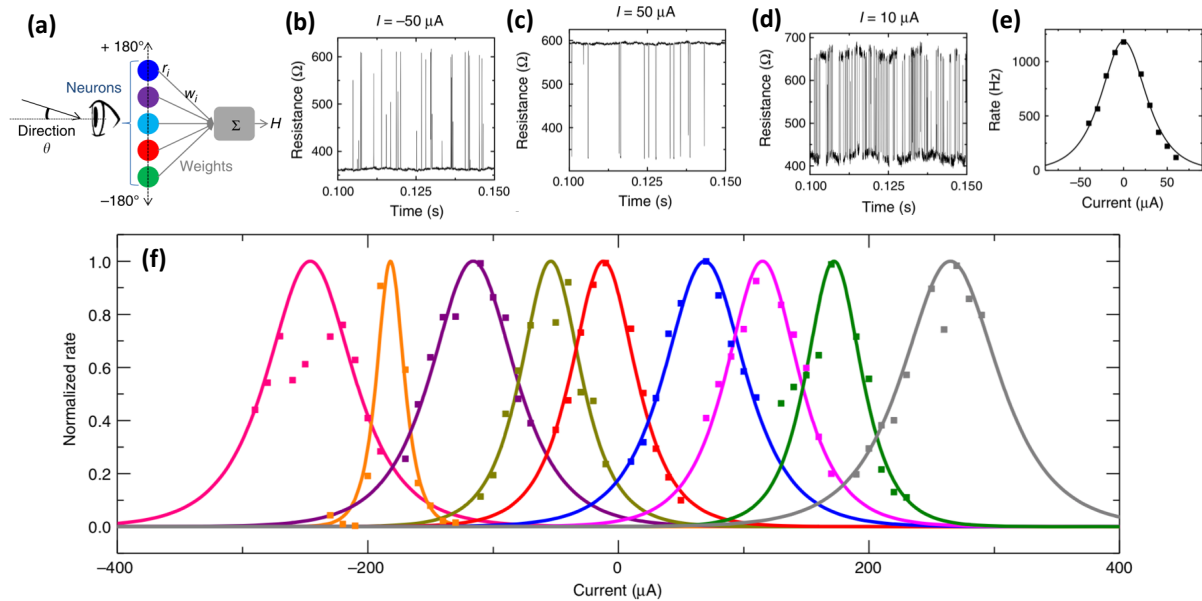 (a)
+ 180°
Neurons
r_i
w_i
Σ
H
Direction
θ
Weights
−180°
(b)
I = −50 μA
Resistance (Ω)
600
500
400
0.100
0.125
0.150
Time (s)
(c)
I = 50 μA
Resistance (Ω)
600
500
400
0.100
0.125
0.150
Time (s)
(d)
I = 10 μA
Resistance (Ω)
700
600
500
400
0.100
0.125
0.150
Time (s)
(e)
Rate (Hz)
1000
500
0
−50
0
50
Current (μA)
(f)
Normalized rate
1.0
0.8
0.6
0.4
0.2
0.0
−400
−200
0
200
400
Current (μA)